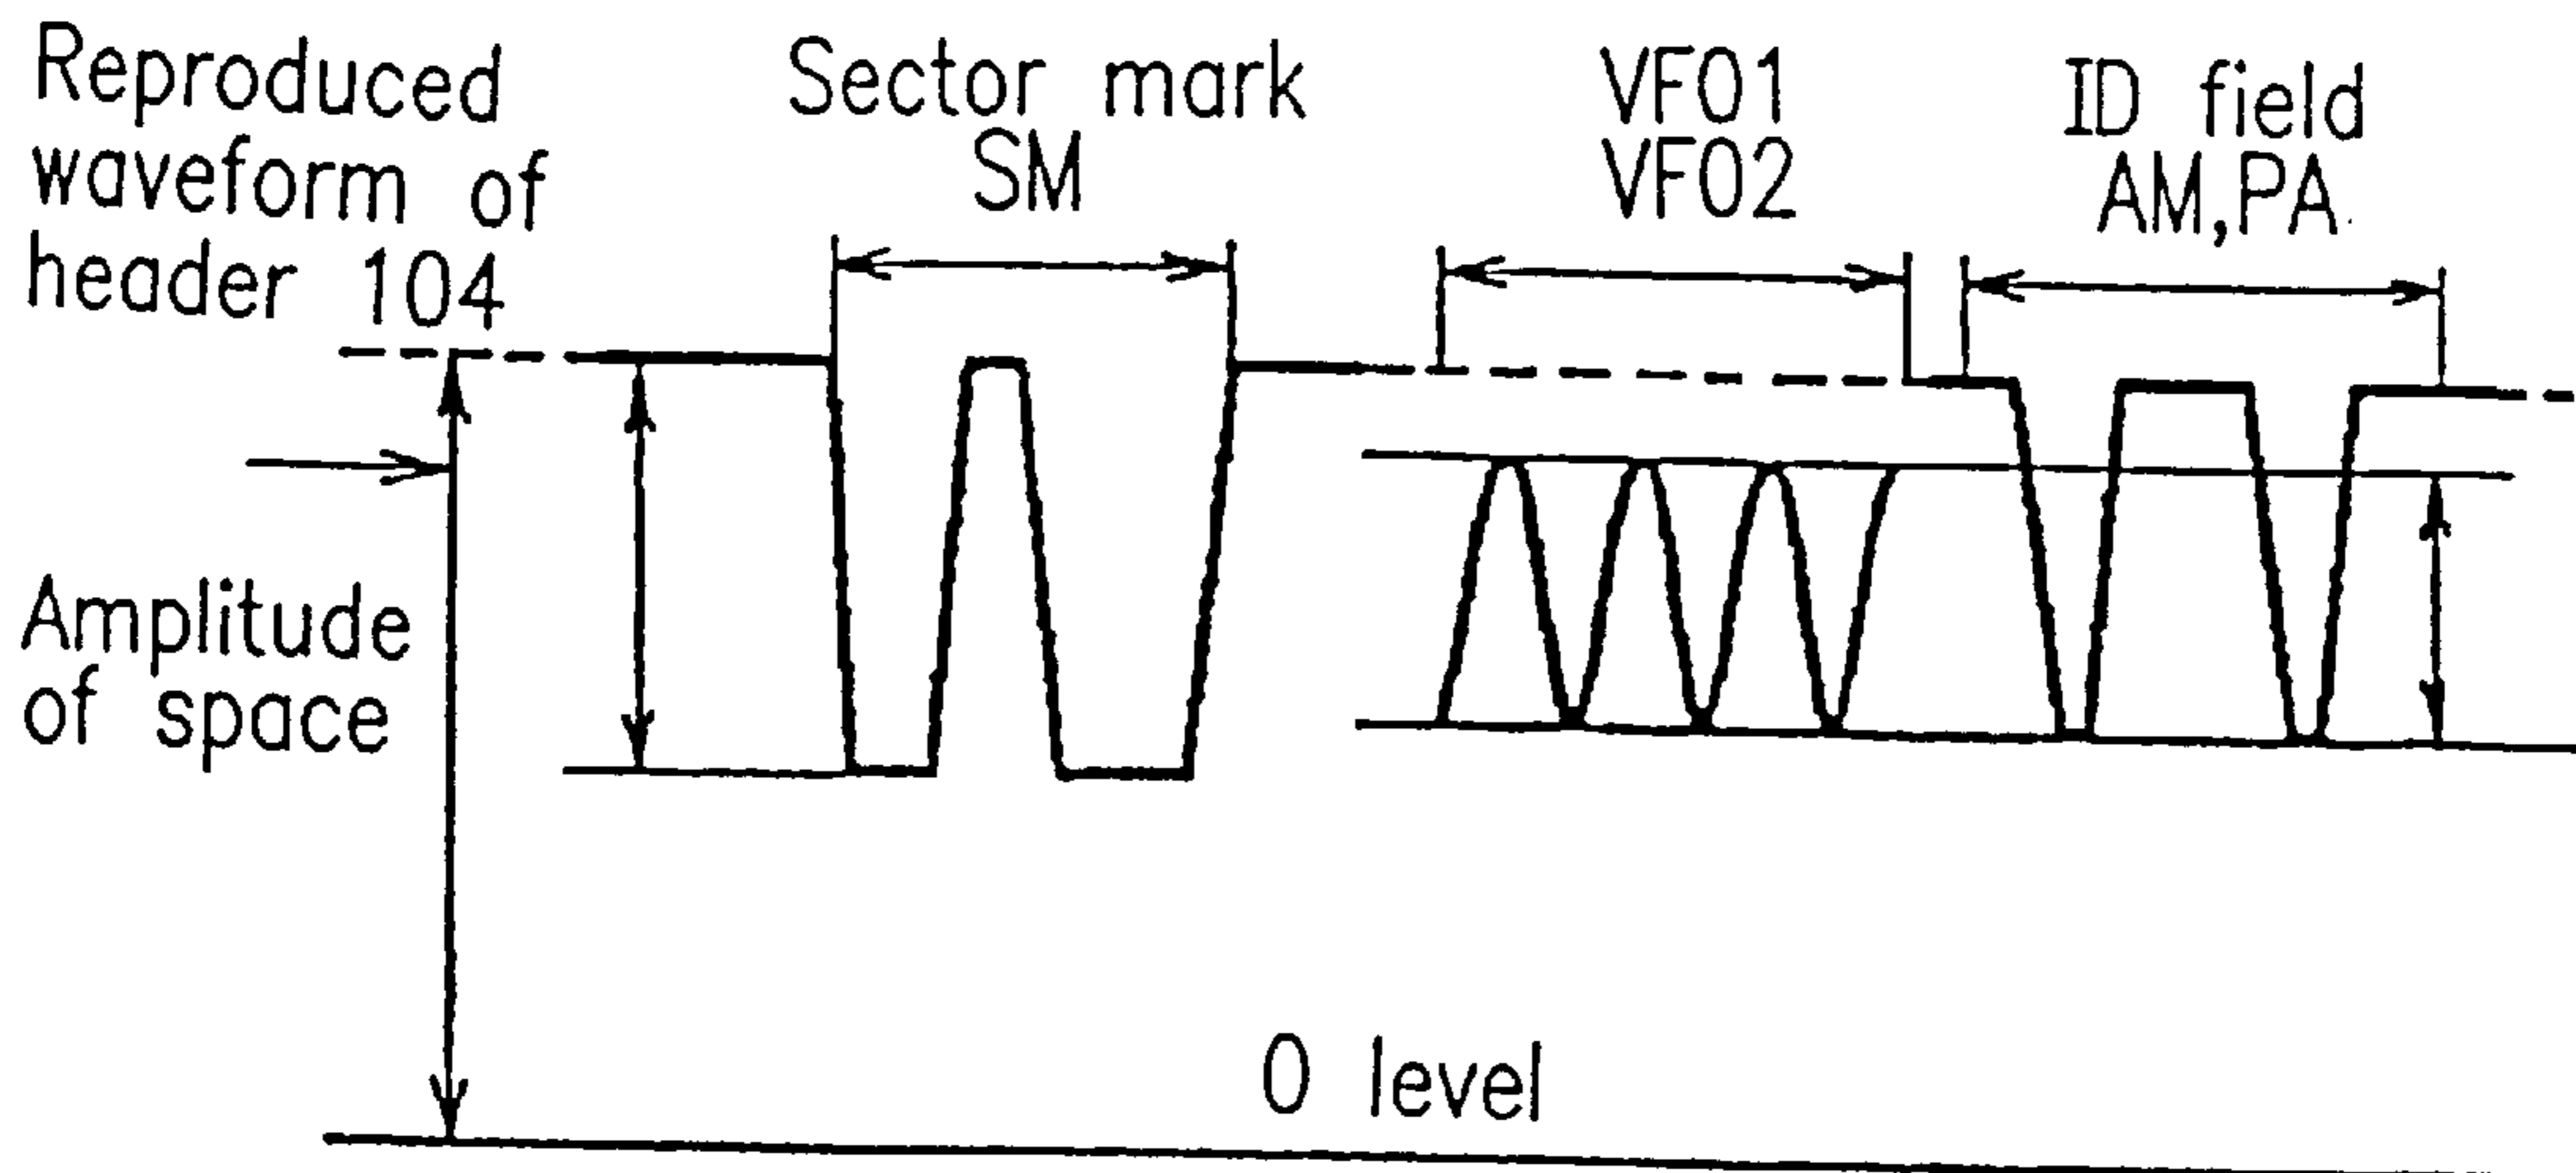 Reproduced
waveform of
header 104
Sector mark
SM
VFO1
VFO2
ID field
AM,PA
Amplitude
of space
0 level